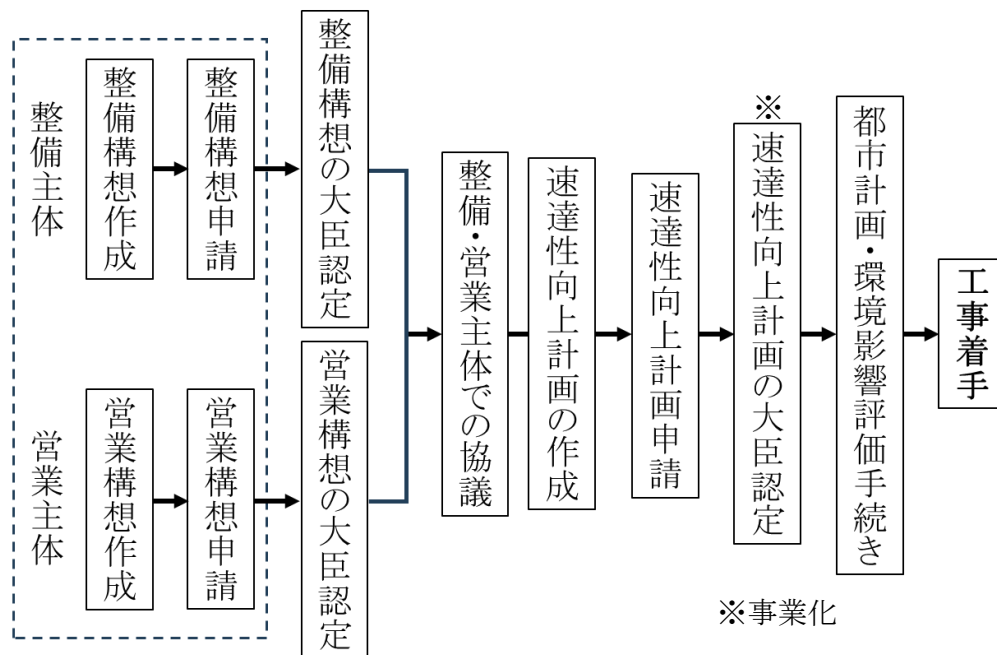 整備主体
整備構想作成
整備構想申請
整備構想の大臣認定
営業主体
営業構想作成
営業構想申請
営業構想の大臣認定
整備・営業主体での協議
速達性向上計画の作成
速達性向上計画申請
※
速達性向上計画の大臣認定
都市計画・環境影響評価手続き
工事着手
※事業化